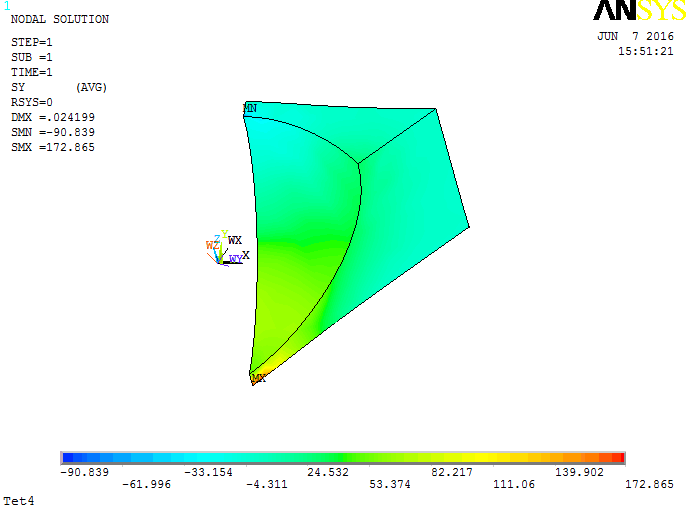 1
NODAL SOLUTION
STEP=1
SUB =1
TIME=1
SY (AVG)
RSYS=0
DMX =.024199
SMN =-90.839
SMX =172.865
ANSYS
JUN 7 2016
15:51:21
MN
Y
Z
WX
WZ
X
WY
MX
-90.839 -33.154 24.532 82.217 139.902
-61.996 -4.311 53.374 111.06 172.865
Tet4